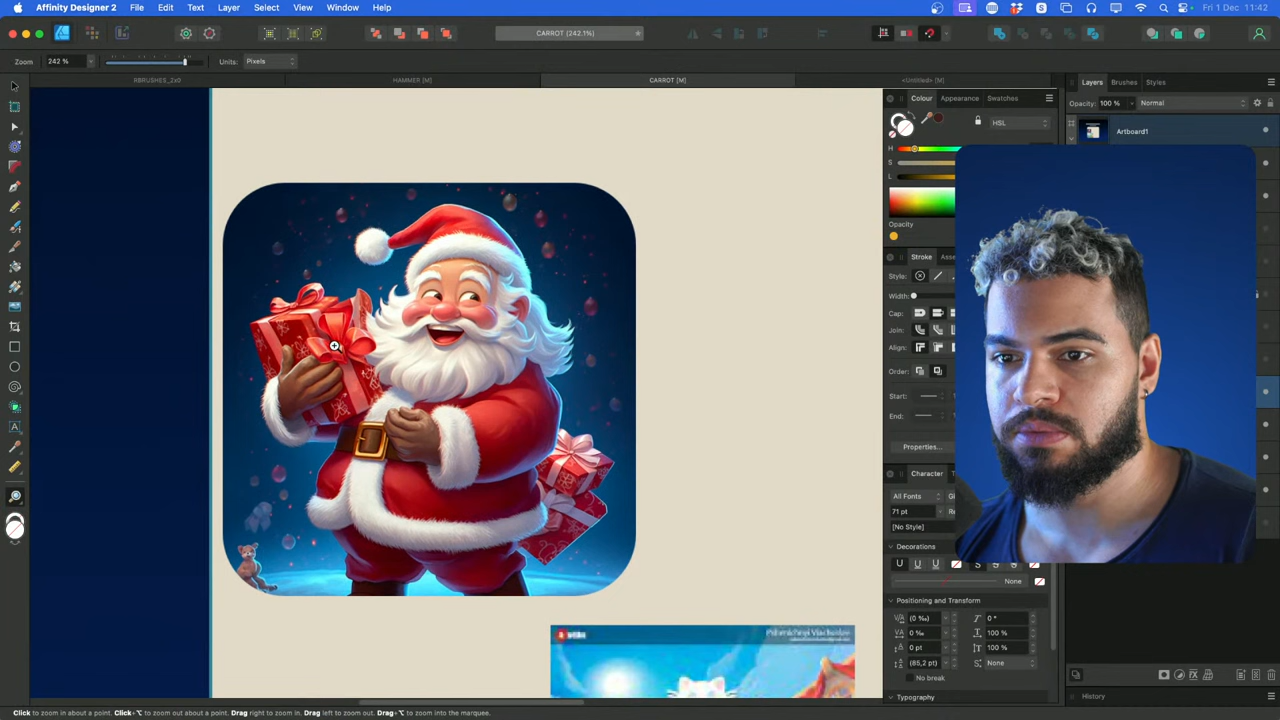 Affinity Designer 2 File Edit Text Layer Select View Window Help Fri 1 Dec 11:42
CARROT (242.1%)
Zoom 242 % Units: Pixels
RBRUSHES_2x0 HAMMER [M] CARROT [M] <Untitled> [M]
Layers Brushes Styles
Colour Appearance Swatches
Opacity: 100 % Normal
HSL
Artboard1
H
S
L
Opacity
Stroke
Style:
Width:
Cap:
Join:
Align:
Order:
Start:
End:
Properties...
Character
All Fonts
71 pt
[No Style]
Decorations
None
Positioning and Transform
(0 ‰) 0 °
0 ‰ 100 %
0 pt 100 %
(85,2 pt) None
No break
Typography
History
Click to zoom in about a point. Click+⌥ to zoom out about a point. Drag right to zoom in. Drag left to zoom out. Drag+⌥ to zoom into the marquee.